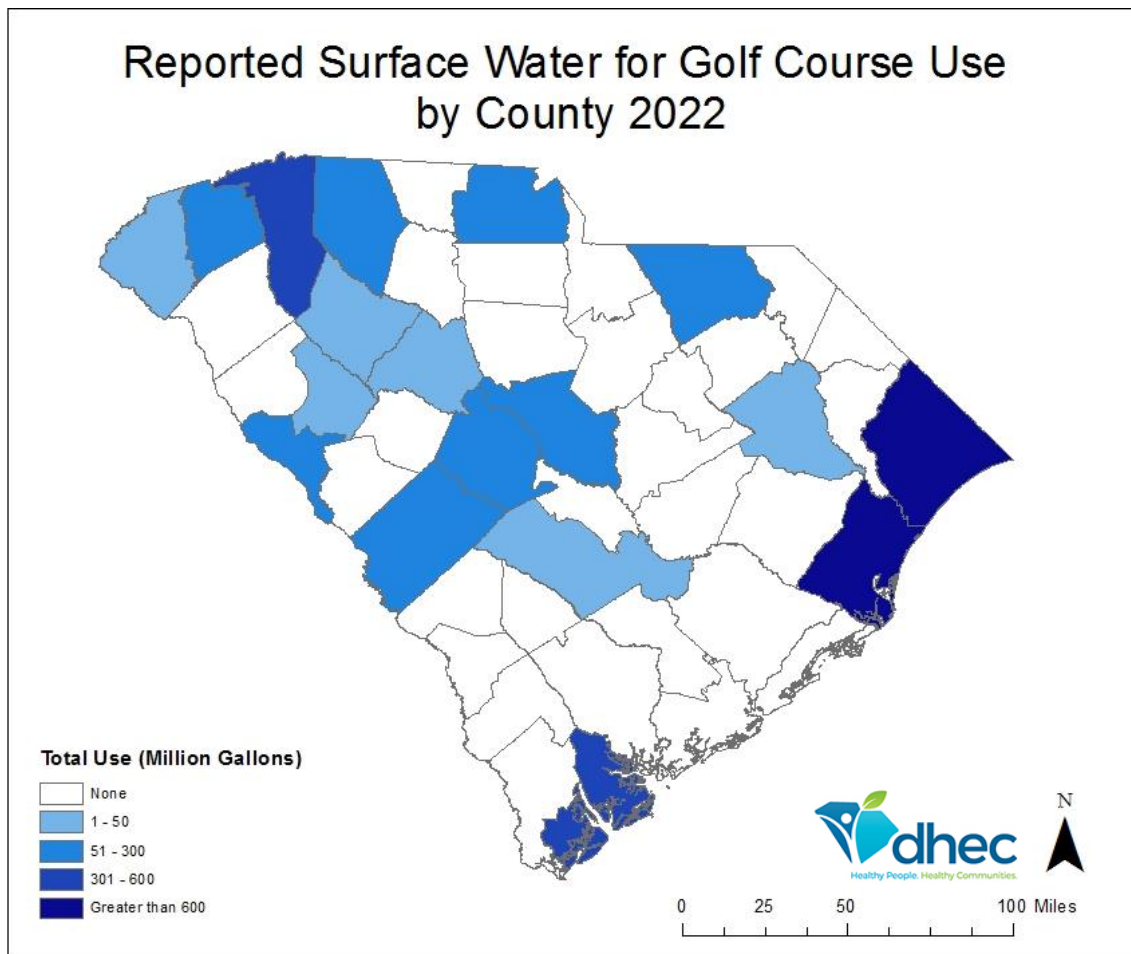 Reported Surface Water for Golf Course Use
by County 2022
Total Use (Million Gallons)
None
1 - 50
51 - 300
301 - 600
Greater than 600
dhec
Healthy People. Healthy Communities.
N
0 25 50 100 Miles